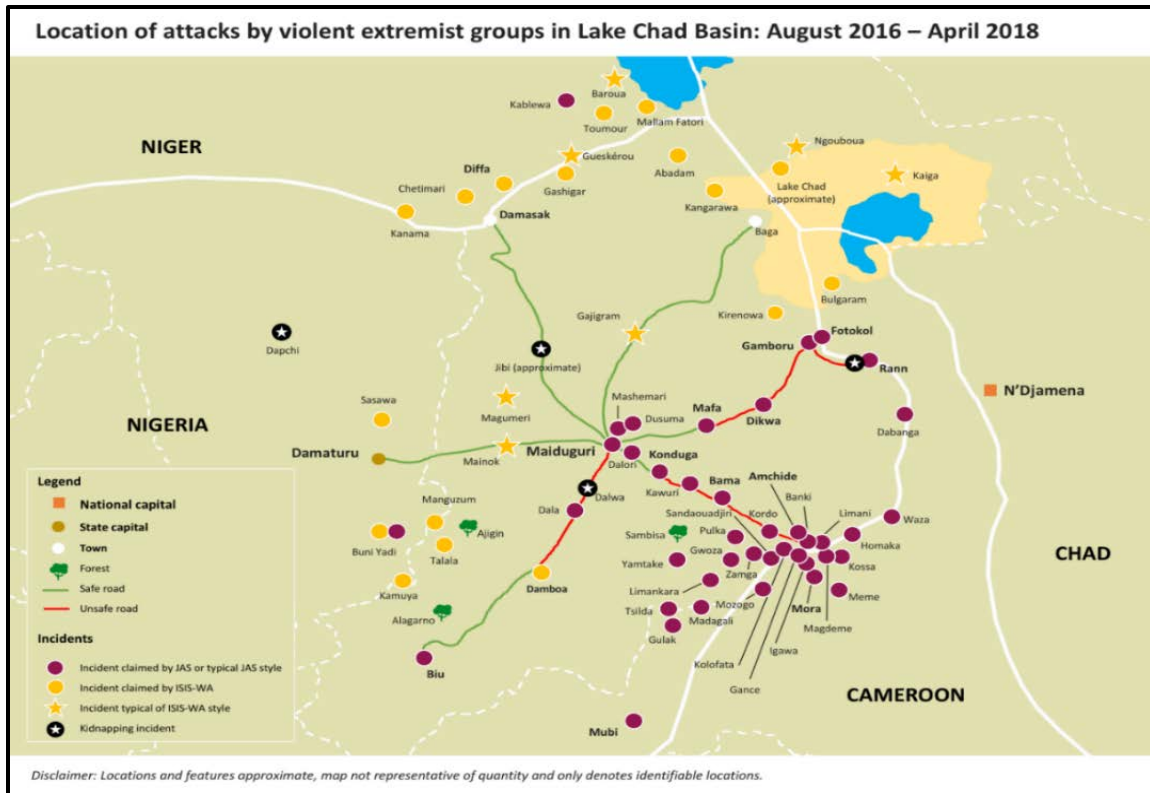 Location of attacks by violent extremist groups in Lake Chad Basin: August 2016 – April 2018
Baroua
Kablewa
Toumour
Mallam Fatori
NIGER
Gueskérou
Ngouboua
Diffa
Abadam
Kaiga
Chetimari
Gashigar
Lake Chad
(approximate)
Kangarawa
Damasak
Kanama
Baga
Bulgaram
Gajigram
Kirenowa
Fotokol
Dapchi
Gamboru
Jibi (approximate)
Rann
N'Djamena
Mashemari
Sasawa
Magumeri
Dusuma
Mafa
Dikwa
NIGERIA
Dabanga
Damaturu
Mainok
Maiduguri
Dalori
Konduga
Legend
National capital
State capital
Town
Forest
Safe road
Unsafe road
Incidents
Incident claimed by JAS or typical JAS style
Incident claimed by ISIS-WA
Incident typical of ISIS-WA style
Kidnapping incident
Kawuri
Bama
Amchide
Banki
Dalwa
Manguzum
Sandaouadjiri
Kordo
Limani
Dala
Waza
Ajigin
Sambisa
Pulka
Homaka
Buni Yadi
Talala
Gwoza
CHAD
Yamtake
Zamga
Kossa
Kamuya
Damboa
Limankara
Meme
Mozogo
Mora
Alagarno
Tsilda
Madagali
Magdeme
Gulak
Igawa
Kolofata
Biu
Gance
CAMEROON
Mubi
Disclaimer: Locations and features approximate, map not representative of quantity and only denotes identifiable locations.